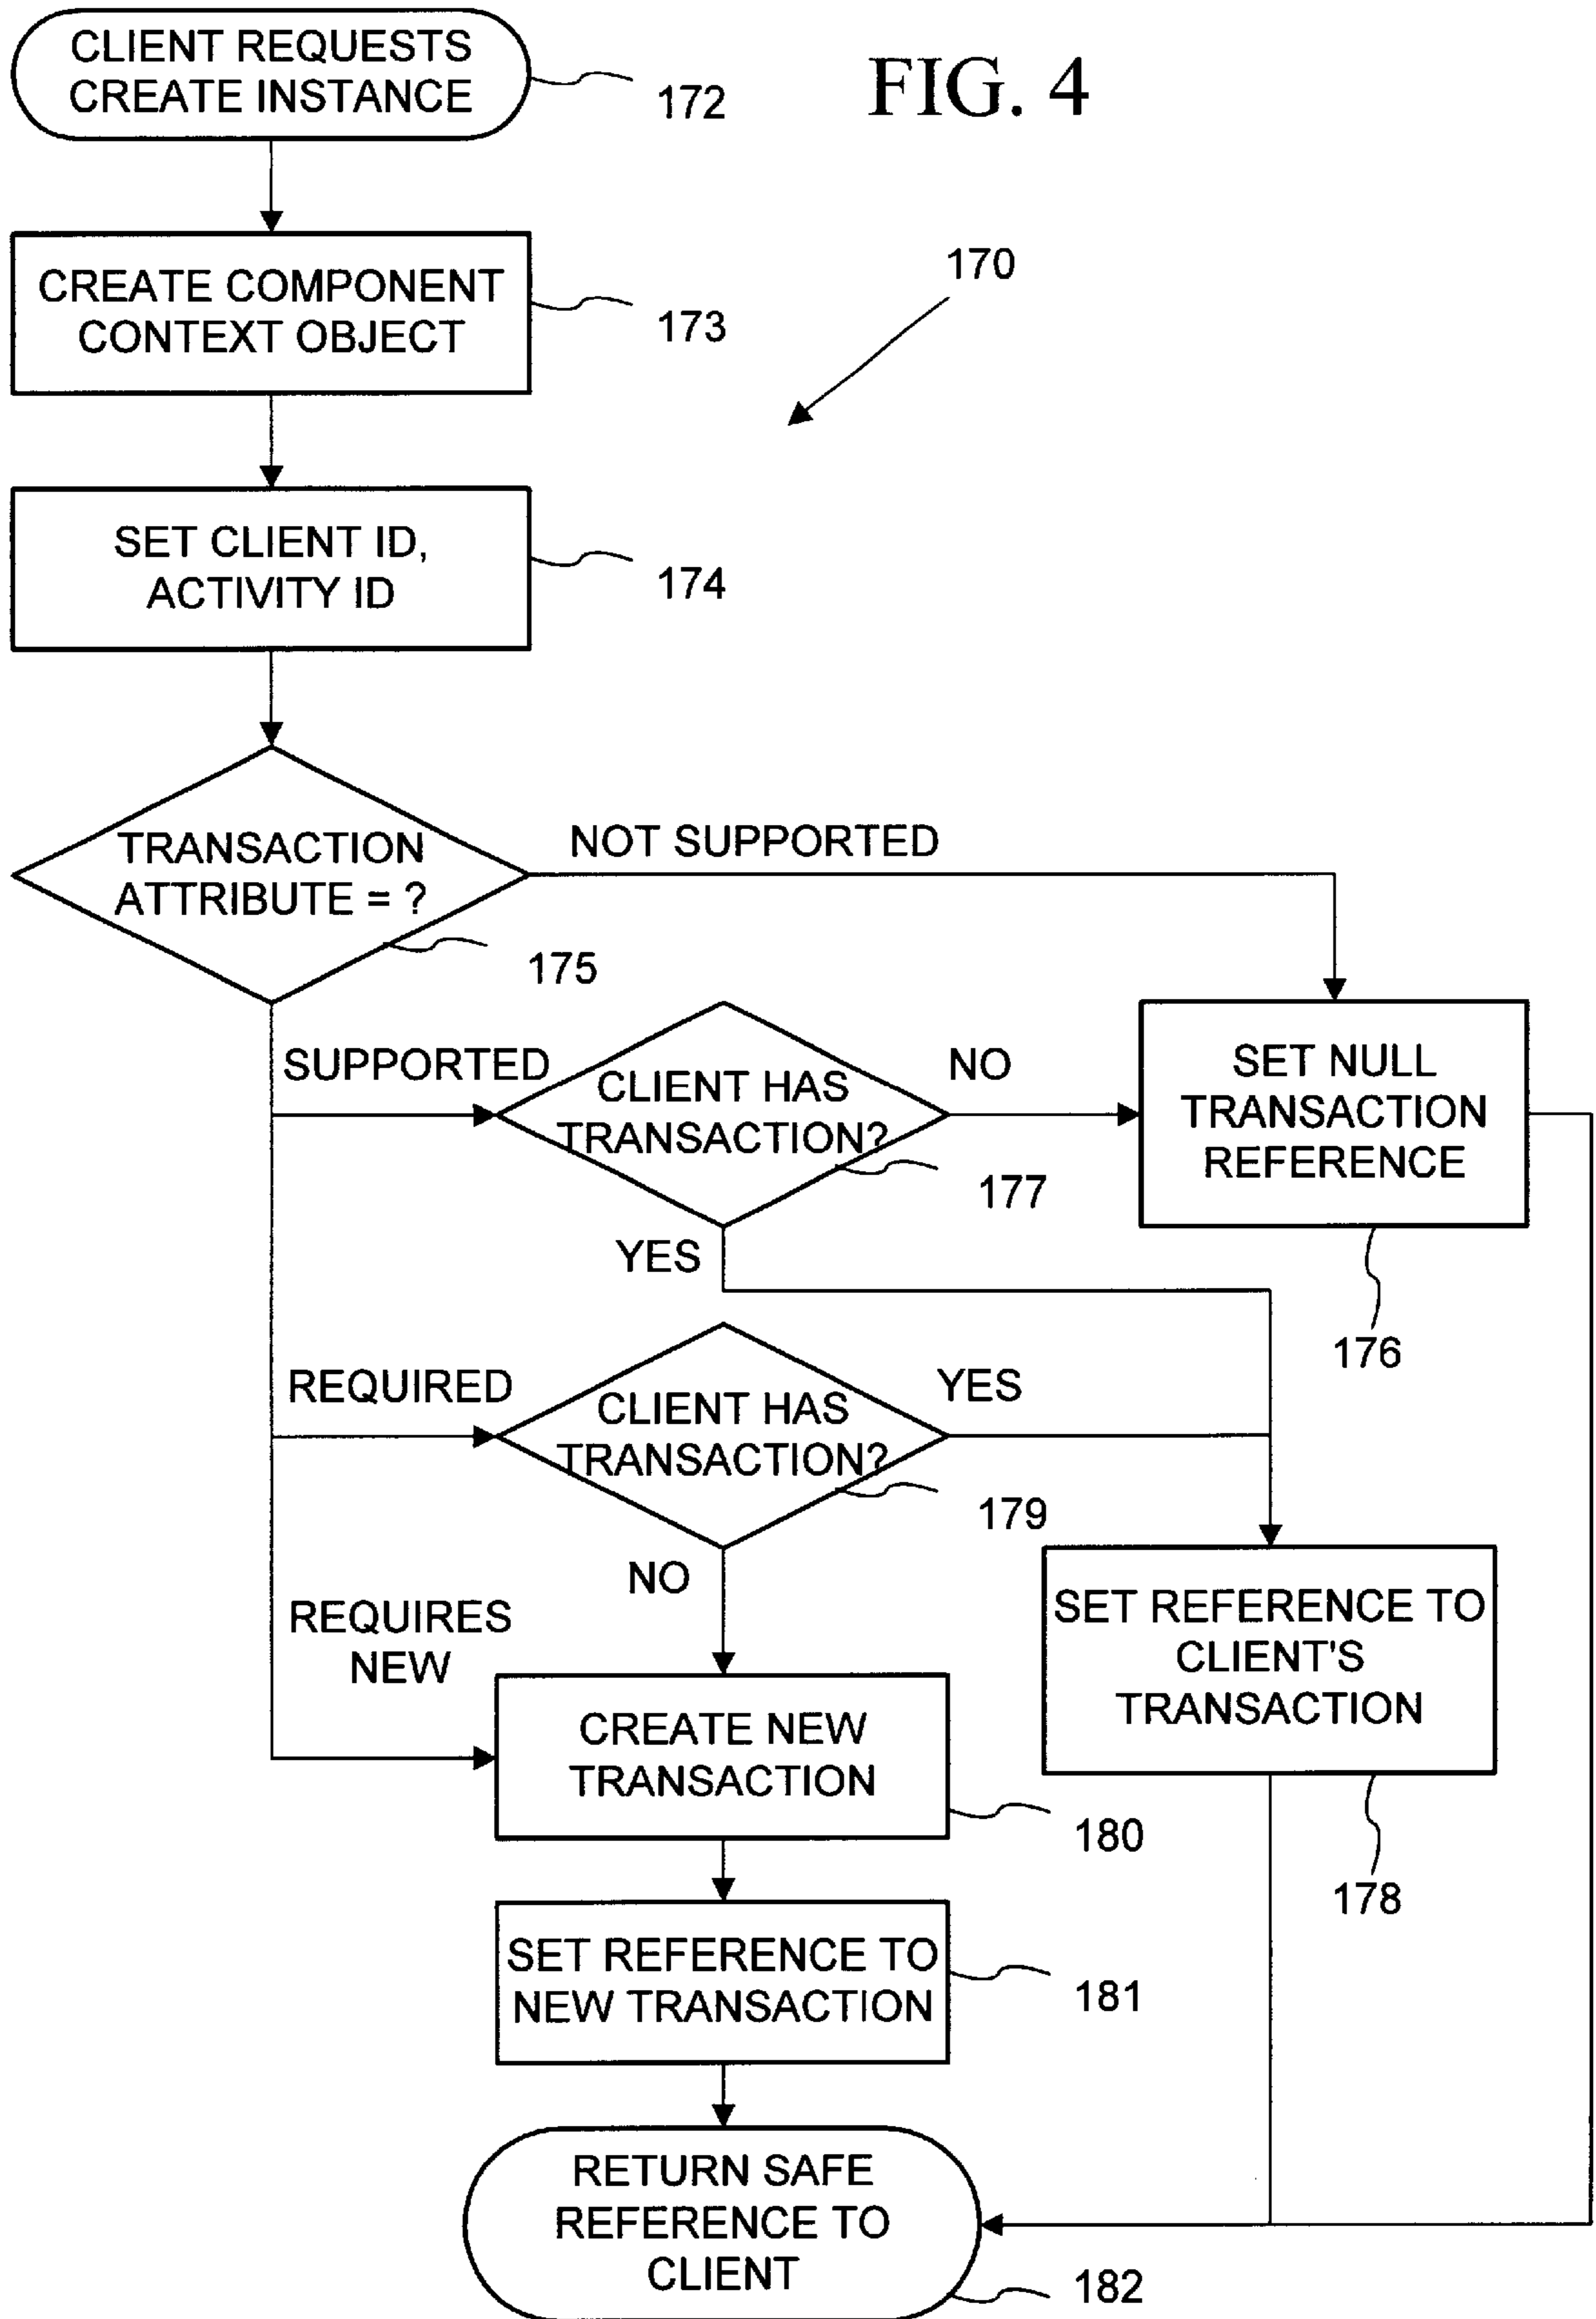 CLIENT REQUESTS
CREATE INSTANCE
172
FIG. 4
CREATE COMPONENT
CONTEXT OBJECT
173
170
SET CLIENT ID,
ACTIVITY ID
174
TRANSACTION
ATTRIBUTE = ?
175
NOT SUPPORTED
SUPPORTED
CLIENT HAS
TRANSACTION?
177
NO
YES
SET NULL
TRANSACTION
REFERENCE
176
REQUIRED
CLIENT HAS
TRANSACTION?
179
YES
NO
REQUIRES
NEW
SET REFERENCE TO
CLIENT'S
TRANSACTION
178
CREATE NEW
TRANSACTION
180
SET REFERENCE TO
NEW TRANSACTION
181
RETURN SAFE
REFERENCE TO
CLIENT
182